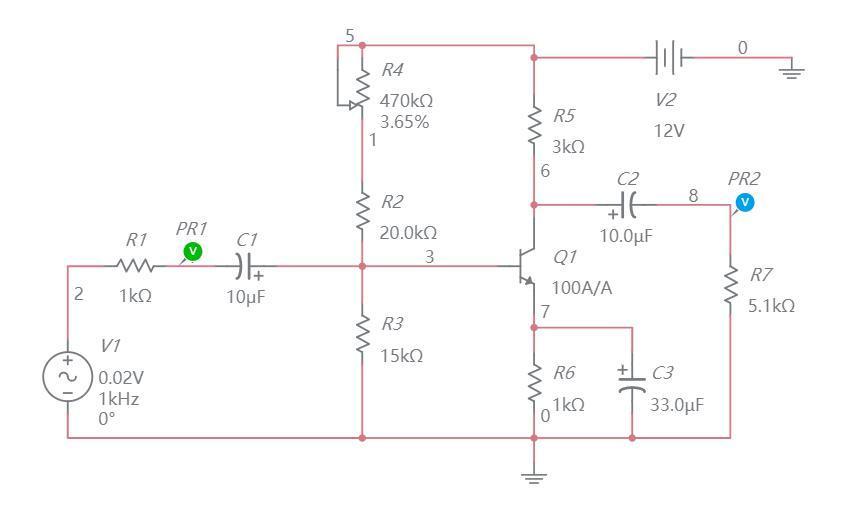 5
R4
470kΩ
3.65%
1
R5
3kΩ
6
V2
12V
0
R2
20.0kΩ
C2
10.0µF
8
PR2
V
R1
1kΩ
PR1
V
C1
10µF
3
Q1
100A/A
R7
5.1kΩ
2
7
R3
15kΩ
V1
0.02V
1kHz
0°
R6
1kΩ
0
C3
33.0µF